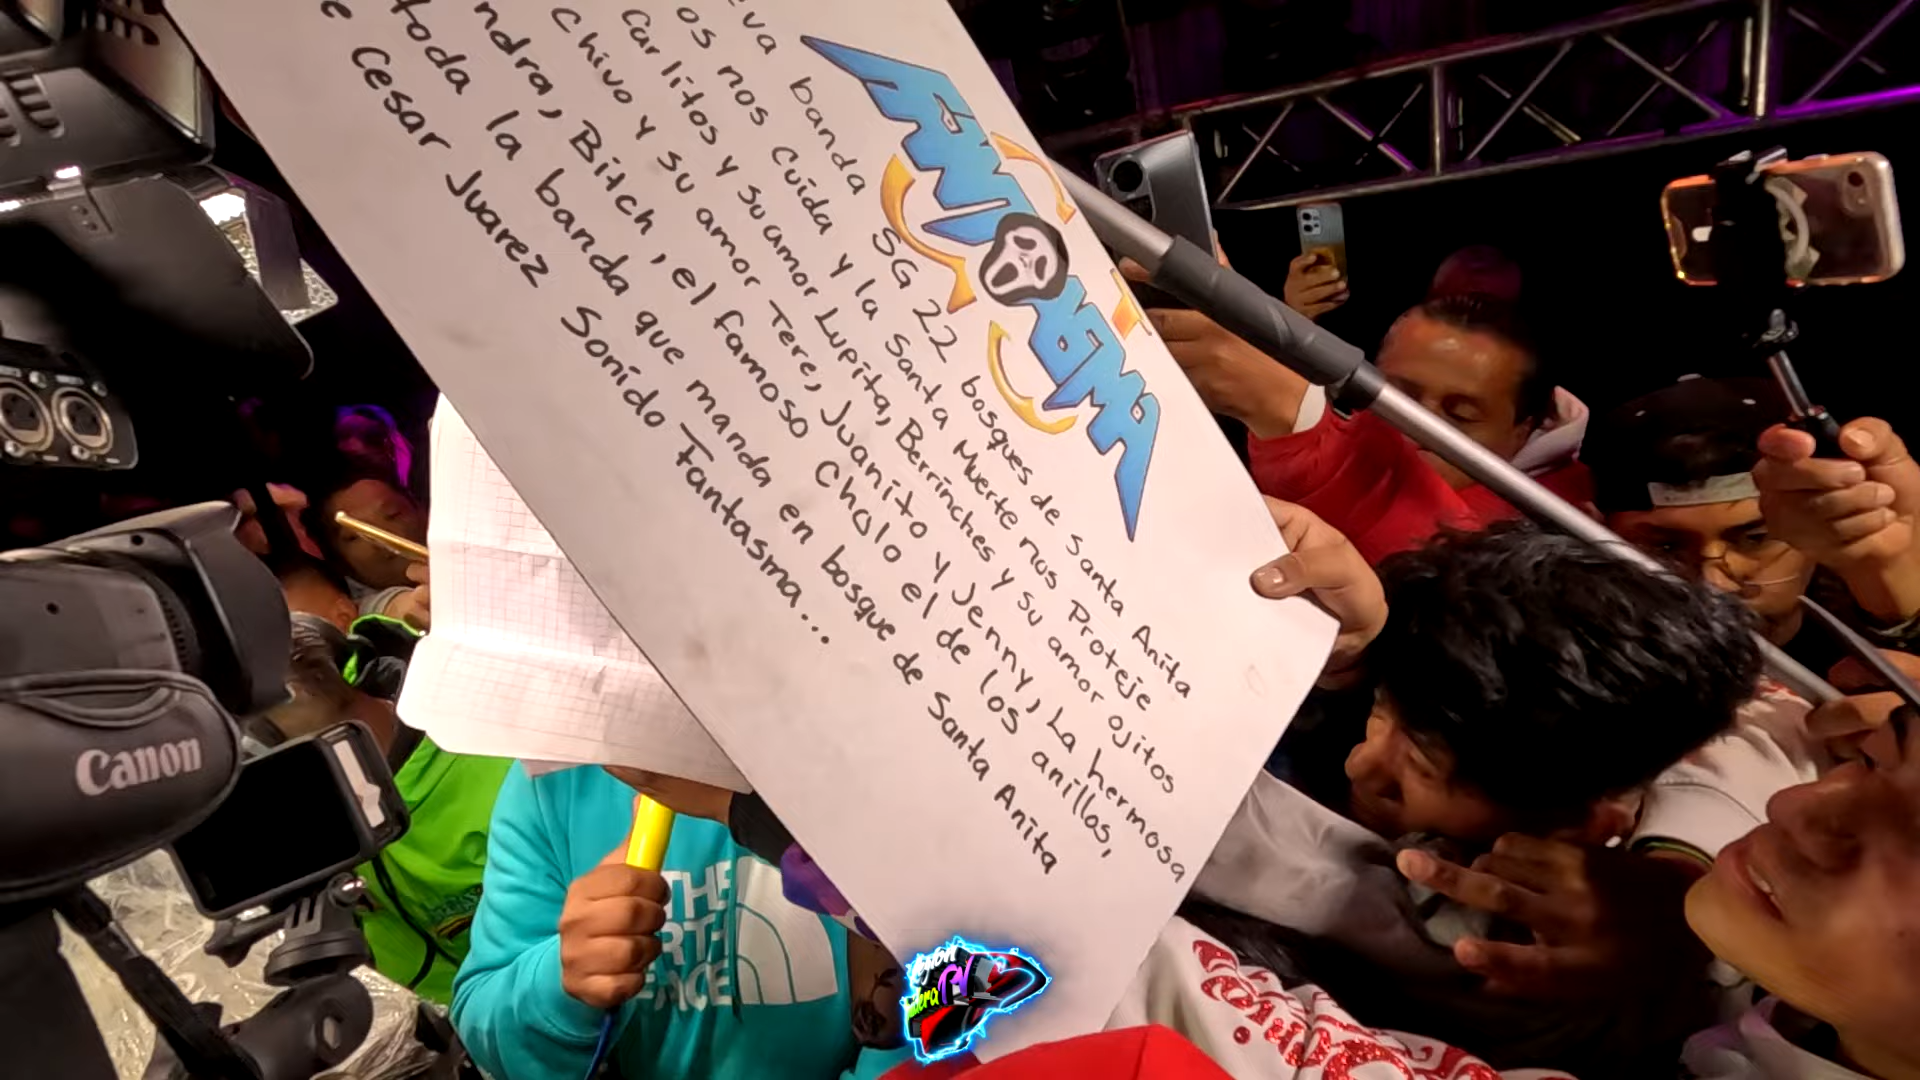 eva banda SG 22 bosques de Santa Anita
os nos Cuida y la Santa Muerte nos Proteje
Carlitos y su amor Lupita, Berrinches y su amor ojitos
Chivo y su amor Tere, Juanito y Jenny, La hermosa
ndra, Bitch, el famoso Cholo el de los anillos,
toda la banda que manda en bosque de Santa Anita
e Cesar Juarez Sonido Fantasma...
Canon
THE
RTH
FACE
TV